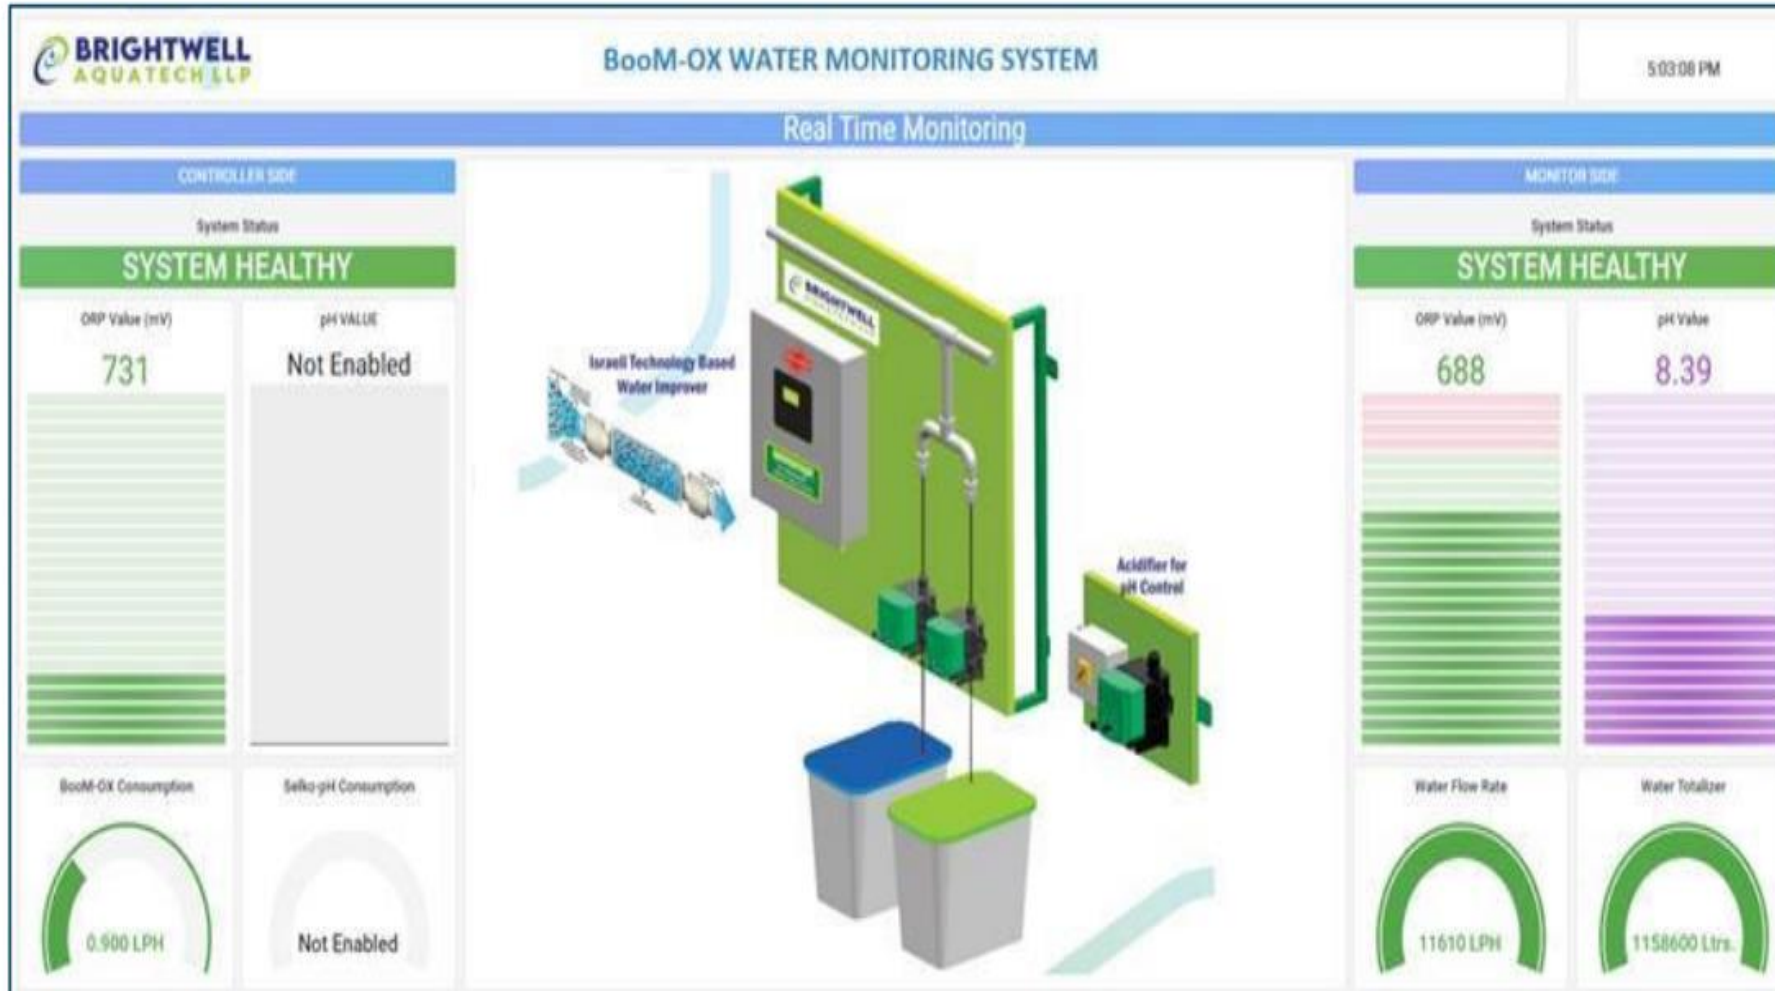 BRIGHTWELL
AQUATECH LLP
BooM-OX WATER MONITORING SYSTEM
5:03:08 PM
Real Time Monitoring
CONTROLLER SIDE
System Status
SYSTEM HEALTHY
ORP Value (mV)
731
pH VALUE
Not Enabled
BooM-OX Consumption
0.900 LPH
Selko-pH Consumption
Not Enabled
BRIGHTWELL
Israeli Technology Based
Water Improver
Acidifier for
pH Control
MONITOR SIDE
System Status
SYSTEM HEALTHY
ORP Value (mV)
688
pH Value
8.39
Water Flow Rate
11610 LPH
Water Totalizer
1158600 Ltrs.